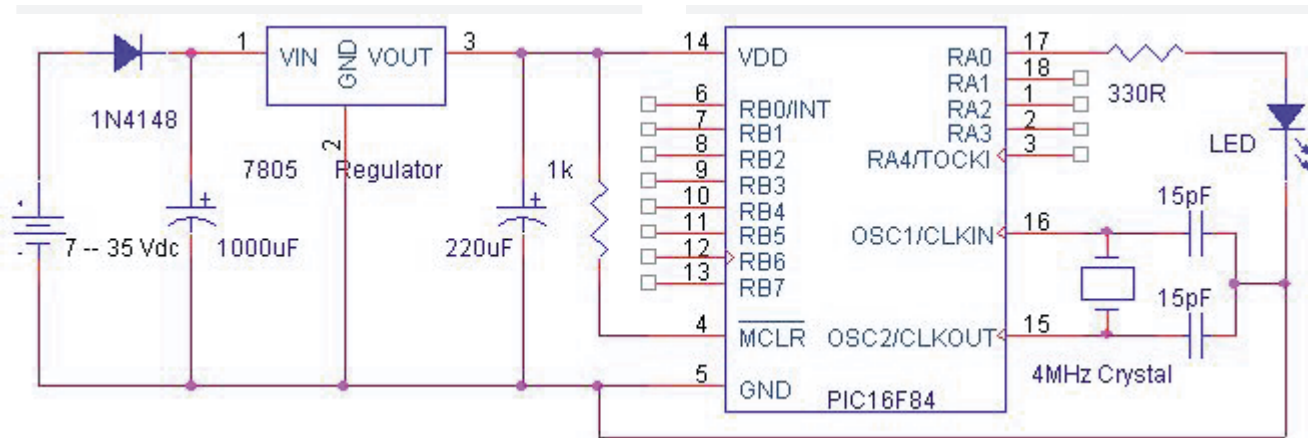 1 VIN GND VOUT 3
1N4148
2
7805 Regulator
+
-
7 -- 35 Vdc
+
1000uF
+
220uF
1k
14 VDD
6 RB0/INT
7 RB1
8 RB2
9 RB3
10 RB4
11 RB5
12 RB6
13 RB7
4 MCLR
5 GND
RA0 17
RA1 18
RA2 1
RA3 2
RA4/TOCKI 3
OSC1/CLKIN 16
OSC2/CLKOUT 15
PIC16F84
330R
LED
15pF
15pF
4MHz Crystal